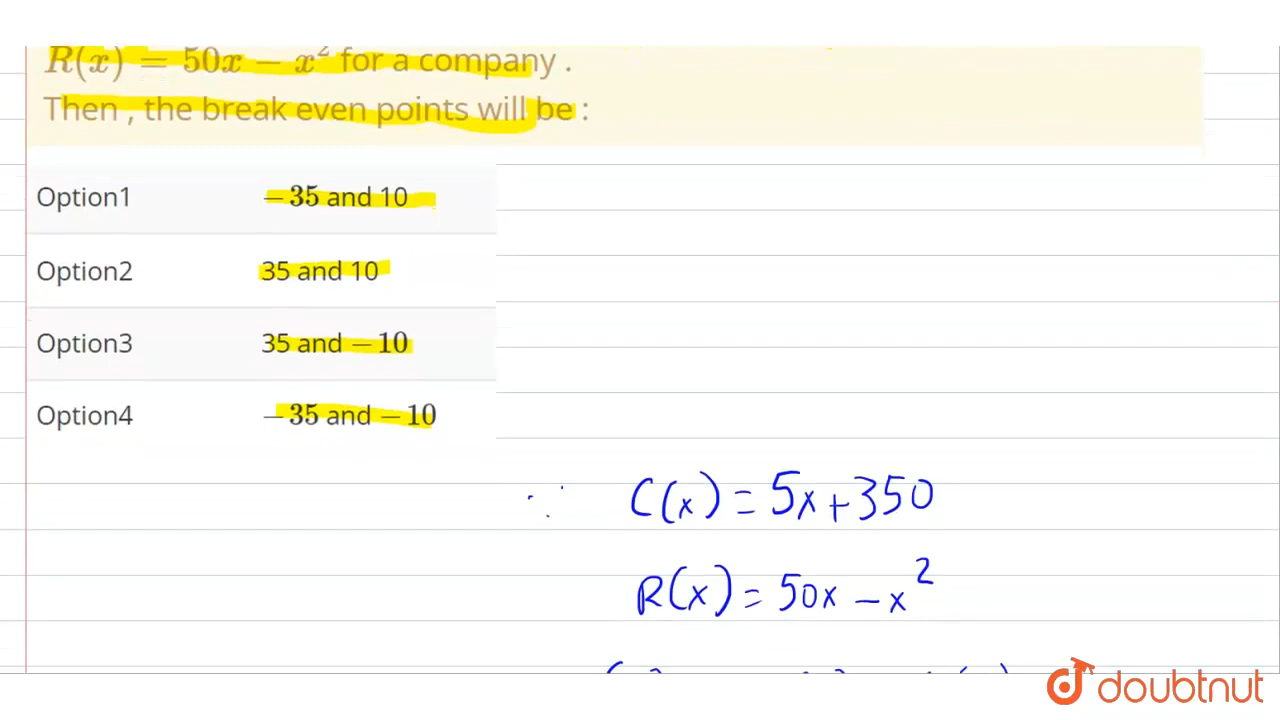 R(x) = 50x − x² for a company .
Then , the break even points will be :
Option1 −35 and 10
Option2 35 and 10
Option3 35 and −10
Option4 −35 and −10
∵ C(x) = 5x+350
R(x) = 50x − x²
doubtnut